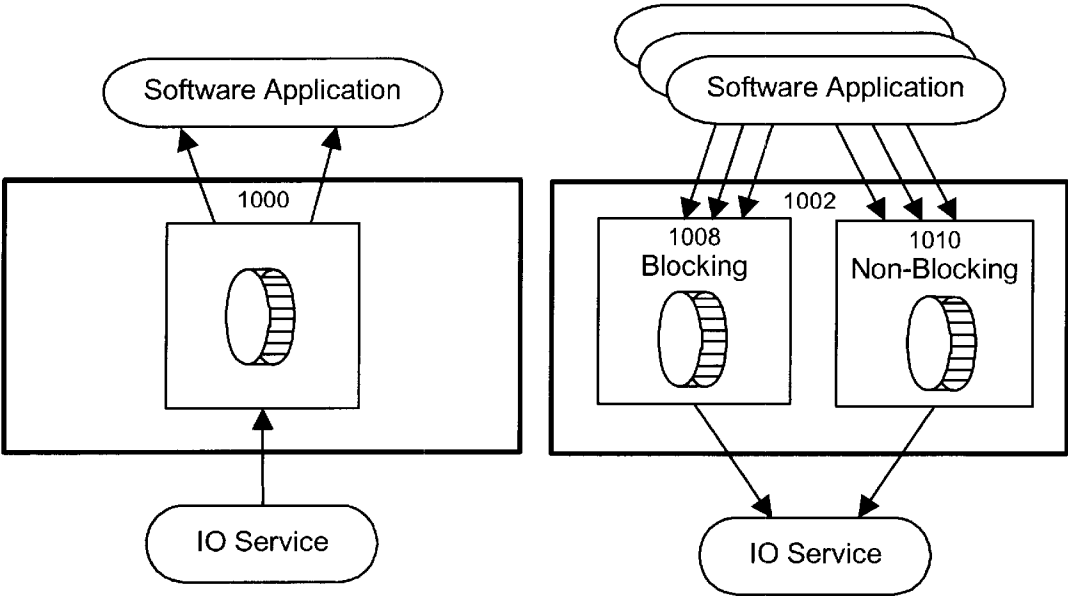 Software Application
1000
IO Service
Software Application
1002
1008
Blocking
1010
Non-Blocking
IO Service